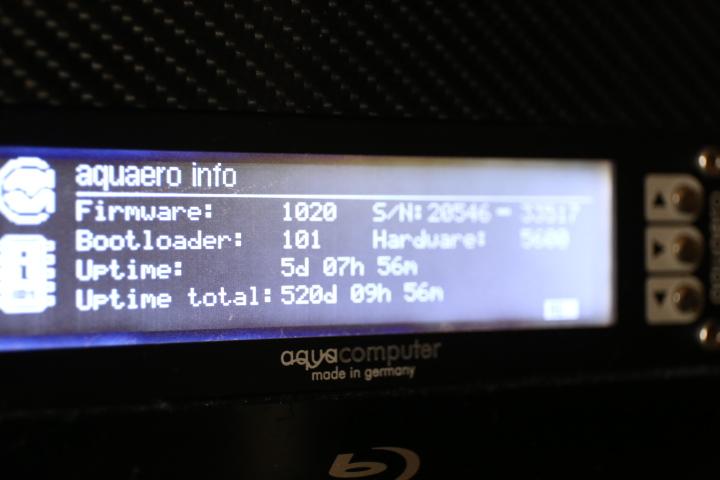 aquaero info
Firmware: 1020 S/N: 20546 - 33517
Bootloader: 101 Hardware: 5600
Uptime: 5d 07h 56m
Uptime total: 520d 09h 56m
aquacomputer
made in germany